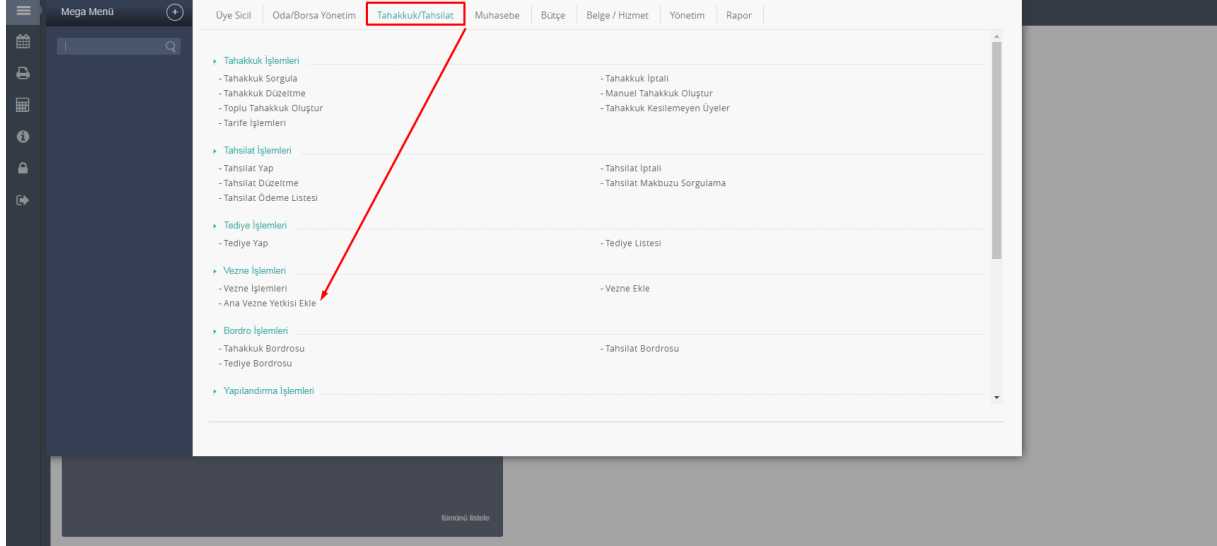 Mega Menü
Üye Sicil
Oda/Borsa Yönetim
Tahakkuk/Tahsilat
Muhasebe
Bütçe
Belge / Hizmet
Yönetim
Rapor
Tahakkuk İşlemleri
- Tahakkuk Sorgula
- Tahakkuk İptali
- Tahakkuk Düzeltme
- Manuel Tahakkuk Oluştur
- Toplu Tahakkuk Oluştur
- Tahakkuk Kesilemeyen Üyeler
- Tarife İşlemleri
Tahsilat İşlemleri
- Tahsilat Yap
- Tahsilat İptali
- Tahsilat Düzeltme
- Tahsilat Makbuzu Sorgulama
- Tahsilat Ödeme Listesi
Tediye İşlemleri
- Tediye Yap
- Tediye Listesi
Vezne İşlemleri
- Vezne İşlemleri
- Vezne Ekle
- Ana Vezne Yetkisi Ekle
Bordro İşlemleri
- Tahakkuk Bordrosu
- Tahsilat Bordrosu
- Tediye Bordrosu
Yapılandırma İşlemleri
tümünü listele